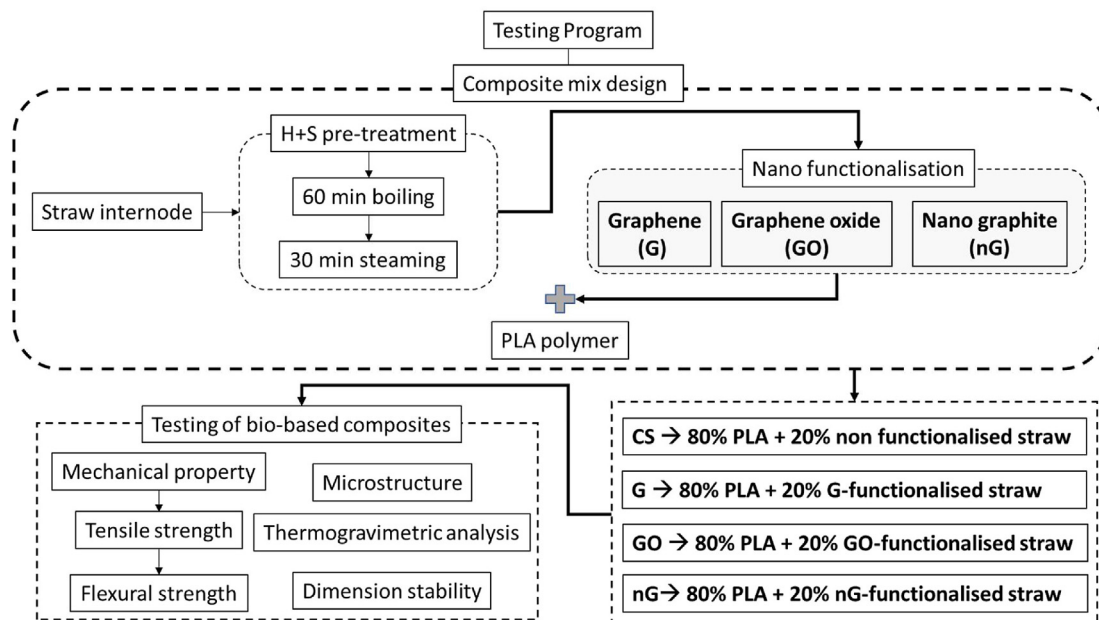 Testing Program
Composite mix design
H+S pre-treatment
60 min boiling
30 min steaming
Straw internode
Nano functionalisation
Graphene
(G)
Graphene oxide
(GO)
Nano graphite
(nG)
PLA polymer
Testing of bio-based composites
Mechanical property
Tensile strength
Flexural strength
Microstructure
Thermogravimetric analysis
Dimension stability
CS → 80% PLA + 20% non functionalised straw
G → 80% PLA + 20% G-functionalised straw
GO → 80% PLA + 20% GO-functionalised straw
nG→ 80% PLA + 20% nG-functionalised straw